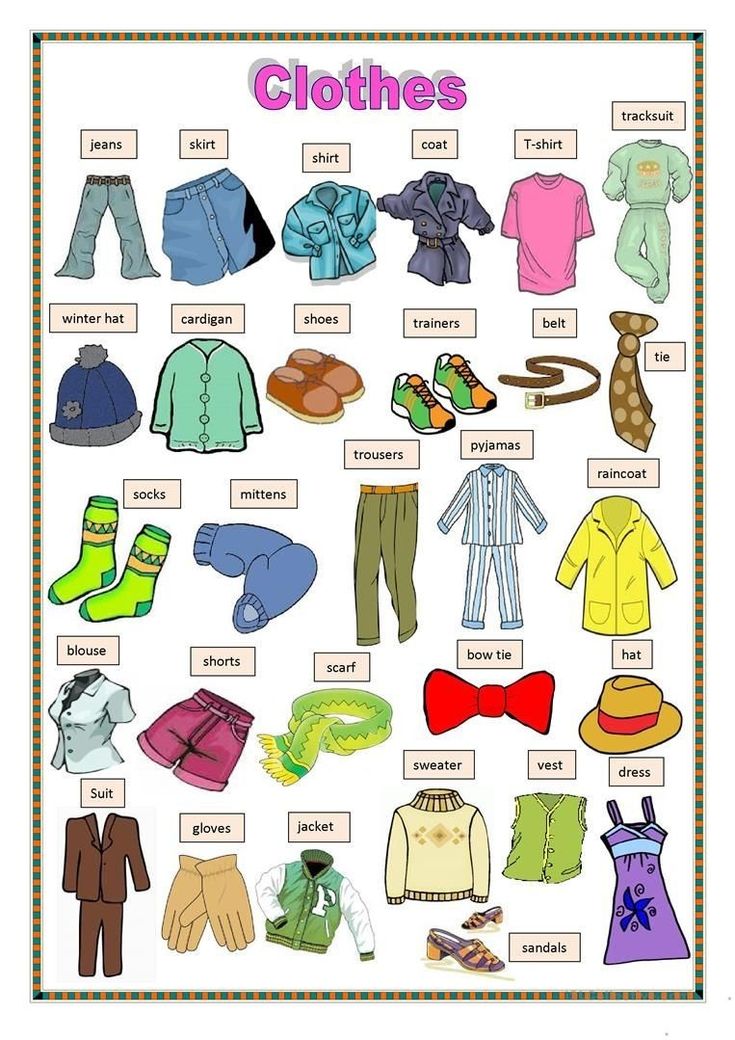 Clothes
tracksuit
jeans
skirt
shirt
coat
T-shirt
winter hat
cardigan
shoes
trainers
belt
tie
trousers
pyjamas
raincoat
socks
mittens
blouse
shorts
scarf
bow tie
hat
sweater
vest
dress
Suit
gloves
jacket
P
sandals